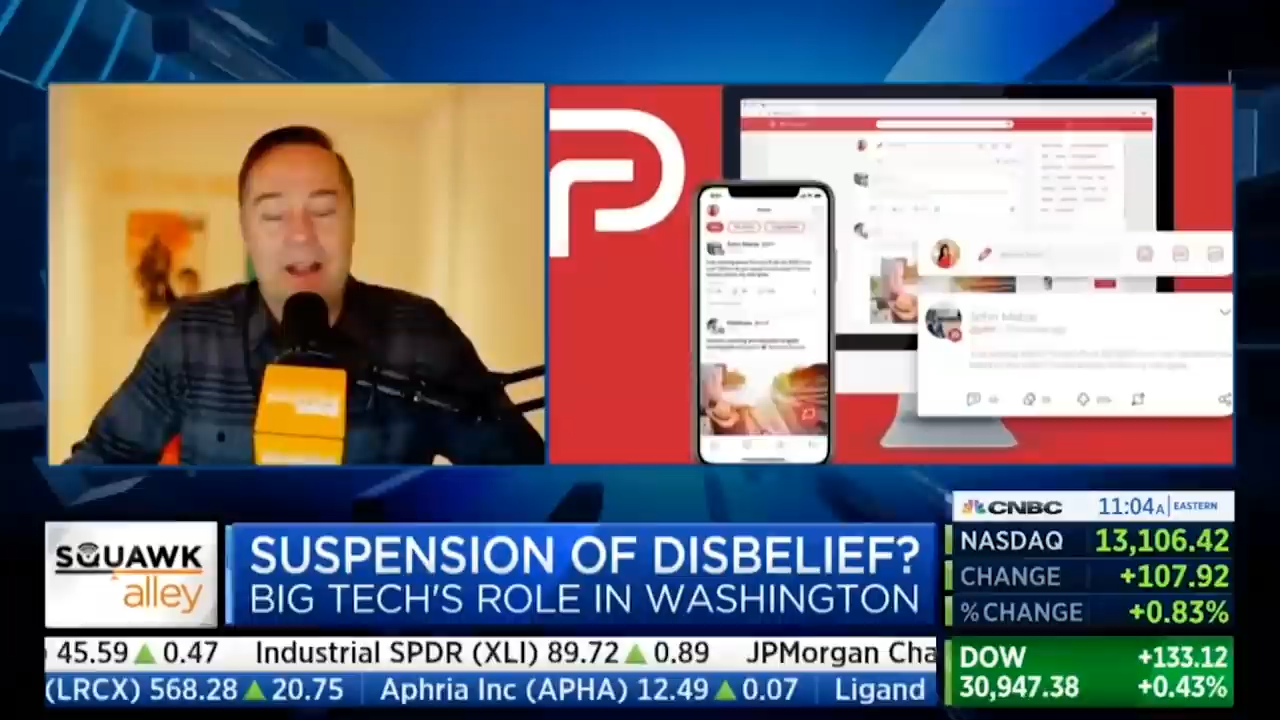 SQUAWK
alley
SUSPENSION OF DISBELIEF?
BIG TECH'S ROLE IN WASHINGTON
CNBC 11:04A EASTERN
NASDAQ 13,106.42
CHANGE +107.92
% CHANGE +0.83%
DOW +133.12
30,947.38 +0.43%
45.59 ▲ 0.47 Industrial SPDR (XLI) 89.72 ▲ 0.89 JPMorgan Cha
(LRCX) 568.28 ▲ 20.75 Aphria Inc (APHA) 12.49 ▲ 0.07 Ligand